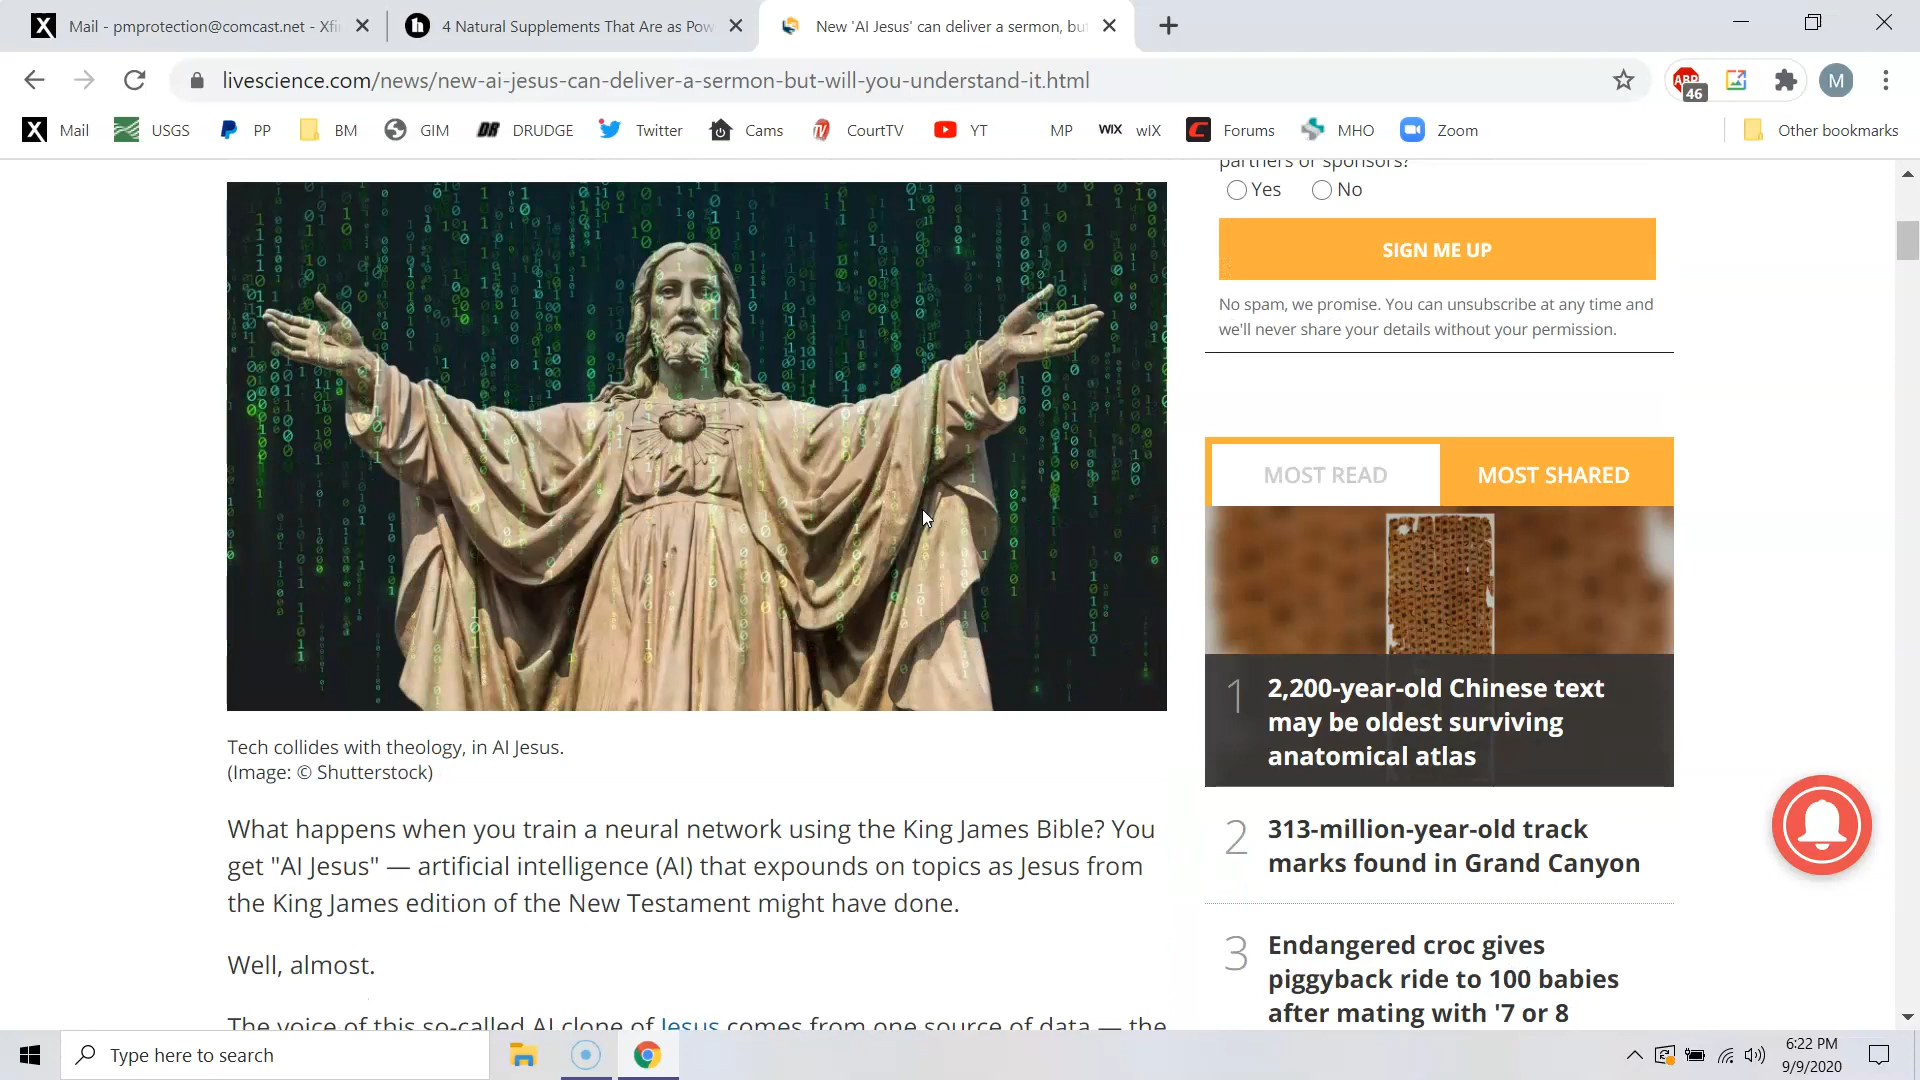 Mail - pmprotection@comcast.net - Xfi
4 Natural Supplements That Are as Pow
New 'AI Jesus' can deliver a sermon, bu
livescience.com/news/new-ai-jesus-can-deliver-a-sermon-but-will-you-understand-it.html
ABP
46
M
Mail
USGS
PP
BM
GIM
DRUDGE
Twitter
Cams
CourtTV
YT
MP
WIX wIX
Forums
MHO
Zoom
Other bookmarks
partners or sponsors?
Yes No
SIGN ME UP
No spam, we promise. You can unsubscribe at any time and
we'll never share your details without your permission.
MOST READ
MOST SHARED
1
2,200-year-old Chinese text
may be oldest surviving
anatomical atlas
2
313-million-year-old track
marks found in Grand Canyon
3
Endangered croc gives
piggyback ride to 100 babies
after mating with '7 or 8
Tech collides with theology, in AI Jesus.
(Image: © Shutterstock)
What happens when you train a neural network using the King James Bible? You
get "AI Jesus" — artificial intelligence (AI) that expounds on topics as Jesus from
the King James edition of the New Testament might have done.
Well, almost.
The voice of this so-called AI clone of Jesus comes from one source of data — the
Type here to search
6:22 PM
9/9/2020